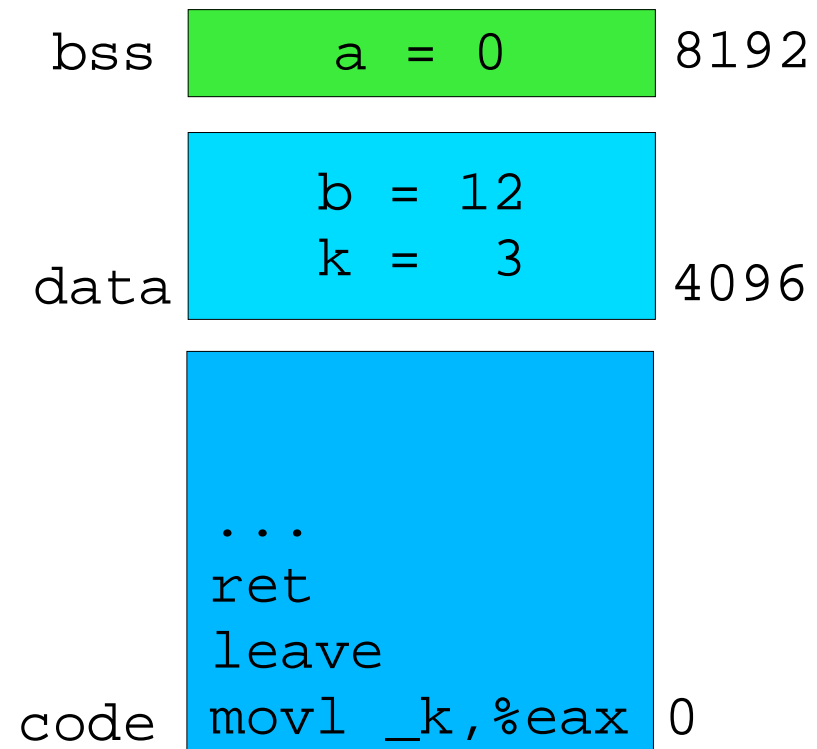 bss a = 0 8192
b = 12
k = 3
data 4096
...
ret
leave
code movl _k,%eax 0